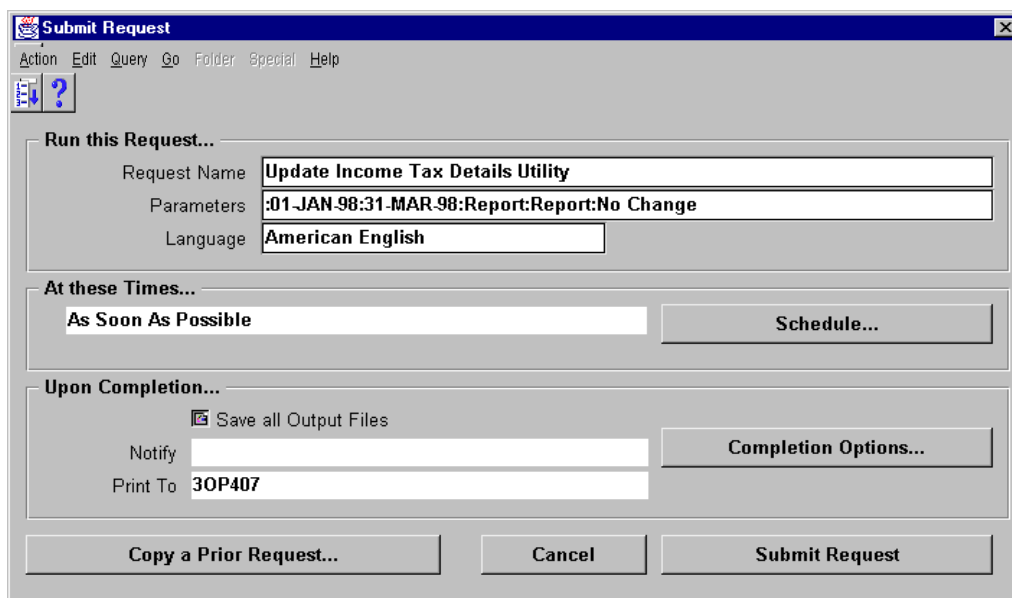 Submit Request
Action Edit Query Go Folder Special Help
Run this Request...
Request Name Update Income Tax Details Utility
Parameters :01-JAN-98:31-MAR-98:Report:Report:No Change
Language American English
At these Times...
As Soon As Possible Schedule...
Upon Completion...
Save all Output Files
Notify Completion Options...
Print To 3OP407
Copy a Prior Request... Cancel Submit Request